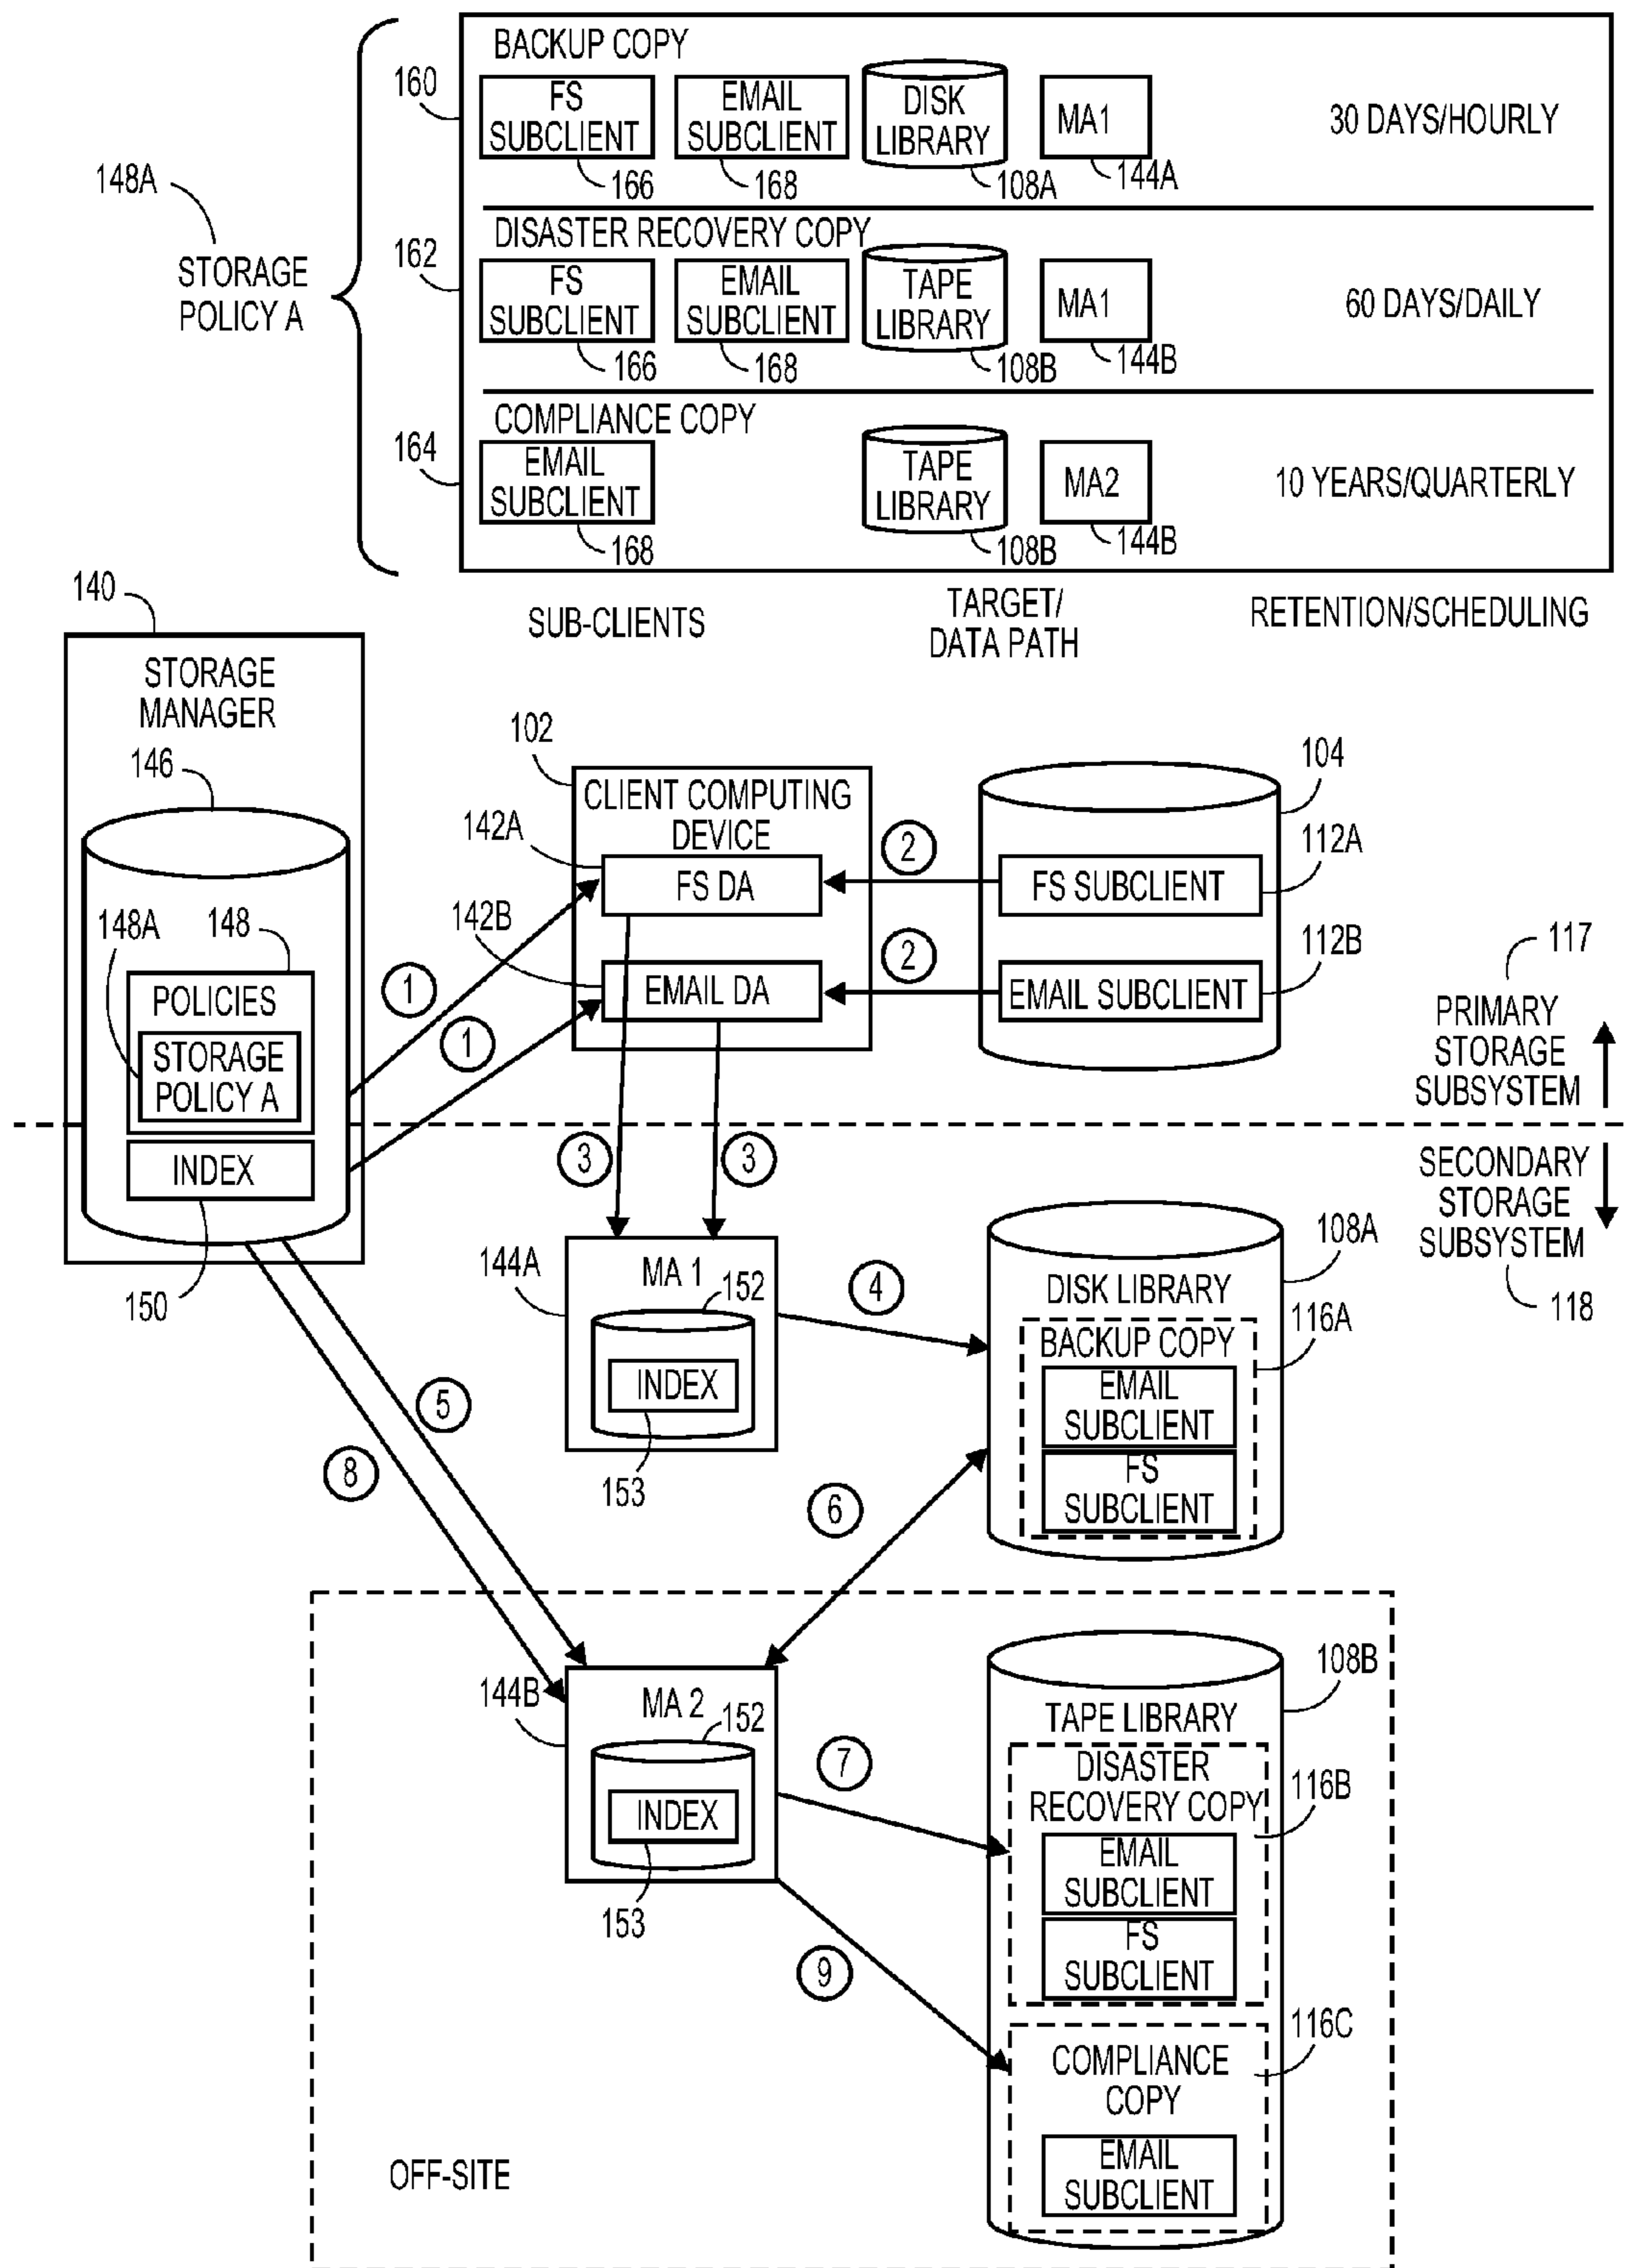 BACKUP COPY
160
FS
SUBCLIENT
166
EMAIL
SUBCLIENT
168
DISK
LIBRARY
108A
MA1
144A
30 DAYS/HOURLY
148A
STORAGE
POLICY A
DISASTER RECOVERY COPY
162
FS
SUBCLIENT
166
EMAIL
SUBCLIENT
168
TAPE
LIBRARY
108B
MA1
144B
60 DAYS/DAILY
COMPLIANCE COPY
164
EMAIL
SUBCLIENT
168
TAPE
LIBRARY
108B
MA2
144B
10 YEARS/QUARTERLY
SUB-CLIENTS
TARGET/
DATA PATH
RETENTION/SCHEDULING
140
STORAGE
MANAGER
146
148A
148
POLICIES
STORAGE
POLICY A
INDEX
150
102
CLIENT COMPUTING
DEVICE
142A
FS DA
142B
EMAIL DA
1
1
2
2
104
FS SUBCLIENT
112A
EMAIL SUBCLIENT
112B
117
PRIMARY
STORAGE
SUBSYSTEM
SECONDARY
STORAGE
SUBSYSTEM
118
3
3
144A
MA 1
152
INDEX
153
4
108A
DISK LIBRARY
116A
BACKUP COPY
EMAIL
SUBCLIENT
FS
SUBCLIENT
5
8
6
144B
MA 2
152
INDEX
153
7
9
108B
TAPE LIBRARY
DISASTER
RECOVERY COPY
116B
EMAIL
SUBCLIENT
FS
SUBCLIENT
116C
COMPLIANCE
COPY
EMAIL
SUBCLIENT
OFF-SITE